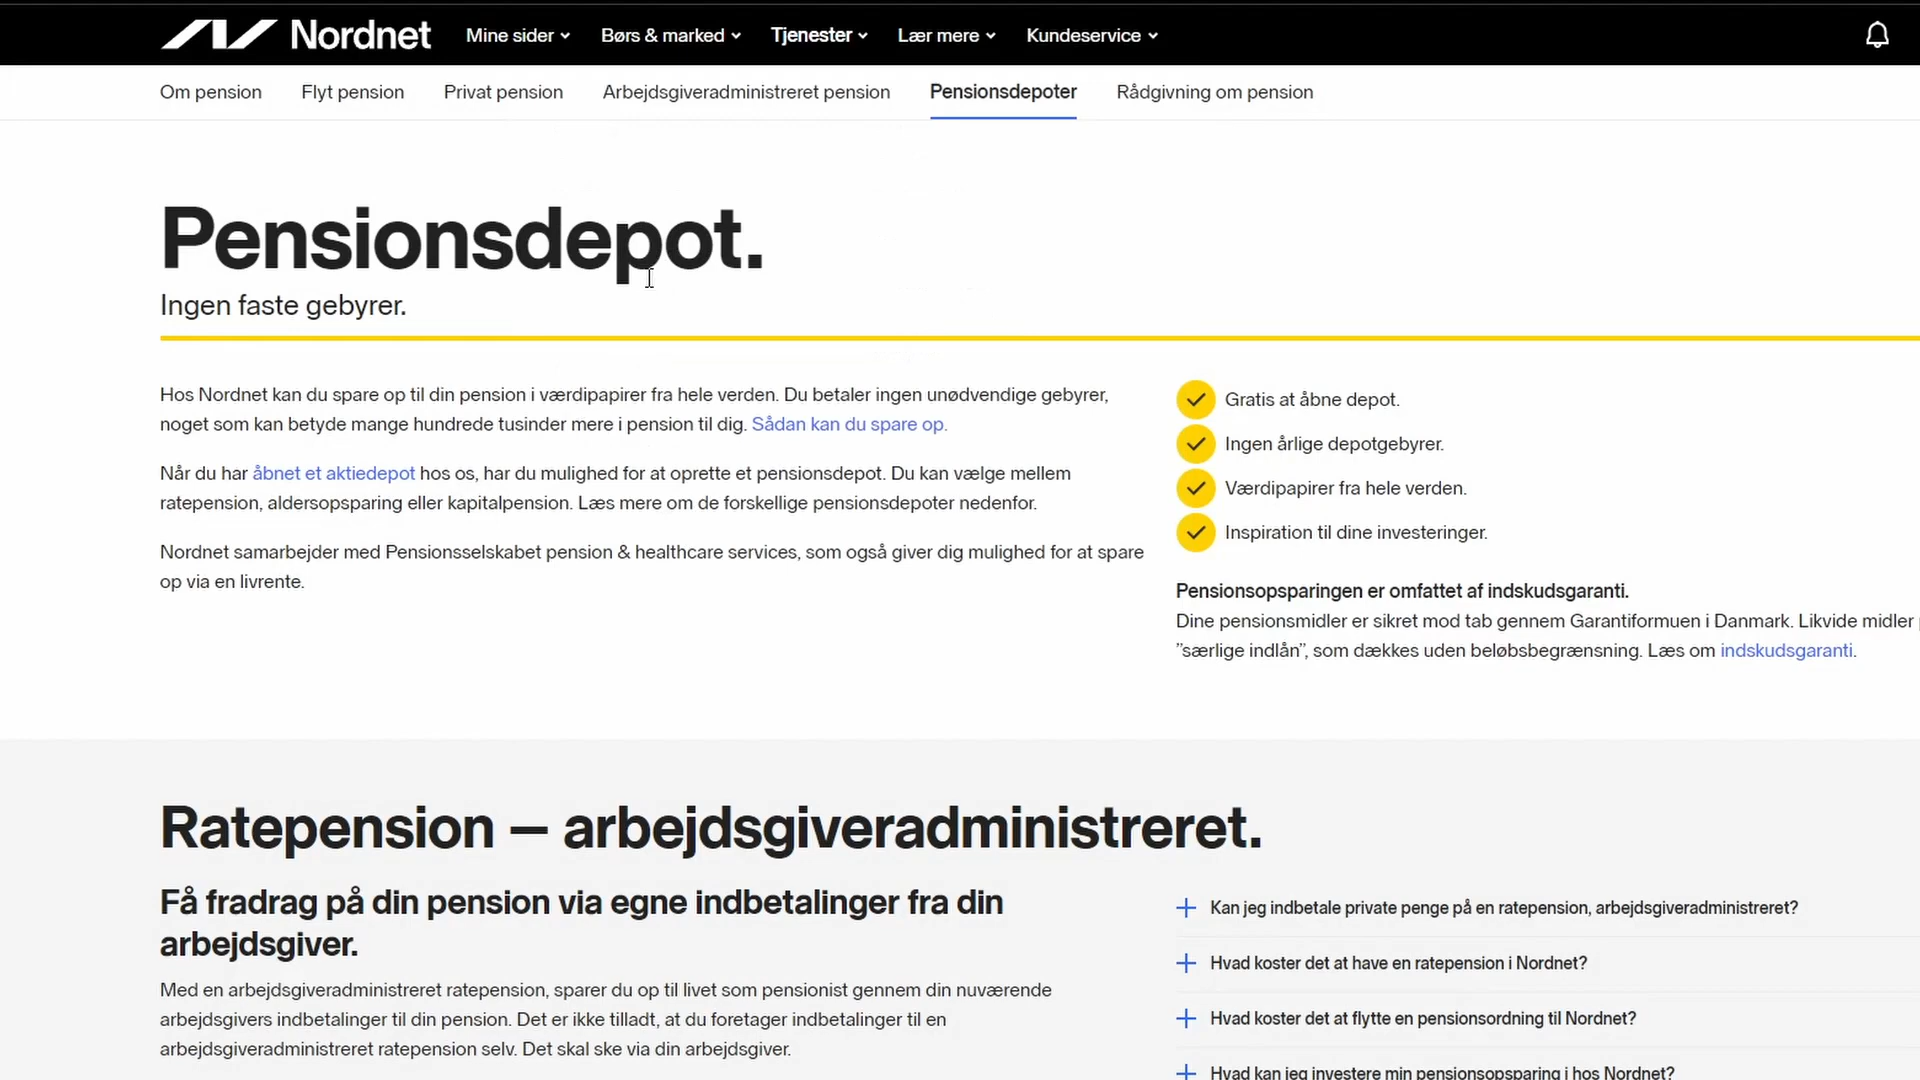 Nordnet Mine sider Børs & marked Tjenester Lær mere Kundeservice
Om pension Flyt pension Privat pension Arbejdsgiveradministreret pension Pensionsdepoter Rådgivning om pension
Pensionsdepot.
Ingen faste gebyrer.
Hos Nordnet kan du spare op til din pension i værdipapirer fra hele verden. Du betaler ingen unødvendige gebyrer,
noget som kan betyde mange hundrede tusinder mere i pension til dig. Sådan kan du spare op.
Når du har åbnet et aktiedepot hos os, har du mulighed for at oprette et pensionsdepot. Du kan vælge mellem
ratepension, aldersopsparing eller kapitalpension. Læs mere om de forskellige pensionsdepoter nedenfor.
Nordnet samarbejder med Pensionsselskabet pension & healthcare services, som også giver dig mulighed for at spare
op via en livrente.
Gratis at åbne depot.
Ingen årlige depotgebyrer.
Værdipapirer fra hele verden.
Inspiration til dine investeringer.
Pensionsopsparingen er omfattet af indskudsgaranti.
Dine pensionsmidler er sikret mod tab gennem Garantiformuen i Danmark. Likvide midler
”særlige indlån”, som dækkes uden beløbsbegrænsning. Læs om indskudsgaranti.
Ratepension — arbejdsgiveradministreret.
Få fradrag på din pension via egne indbetalinger fra din
arbejdsgiver.
Med en arbejdsgiveradministreret ratepension, sparer du op til livet som pensionist gennem din nuværende
arbejdsgivers indbetalinger til din pension. Det er ikke tilladt, at du foretager indbetalinger til en
arbejdsgiveradministreret ratepension selv. Det skal ske via din arbejdsgiver.
Kan jeg indbetale private penge på en ratepension, arbejdsgiveradministreret?
Hvad koster det at have en ratepension i Nordnet?
Hvad koster det at flytte en pensionsordning til Nordnet?
Hvad kan jeg investere min pensionsopsparing i hos Nordnet?